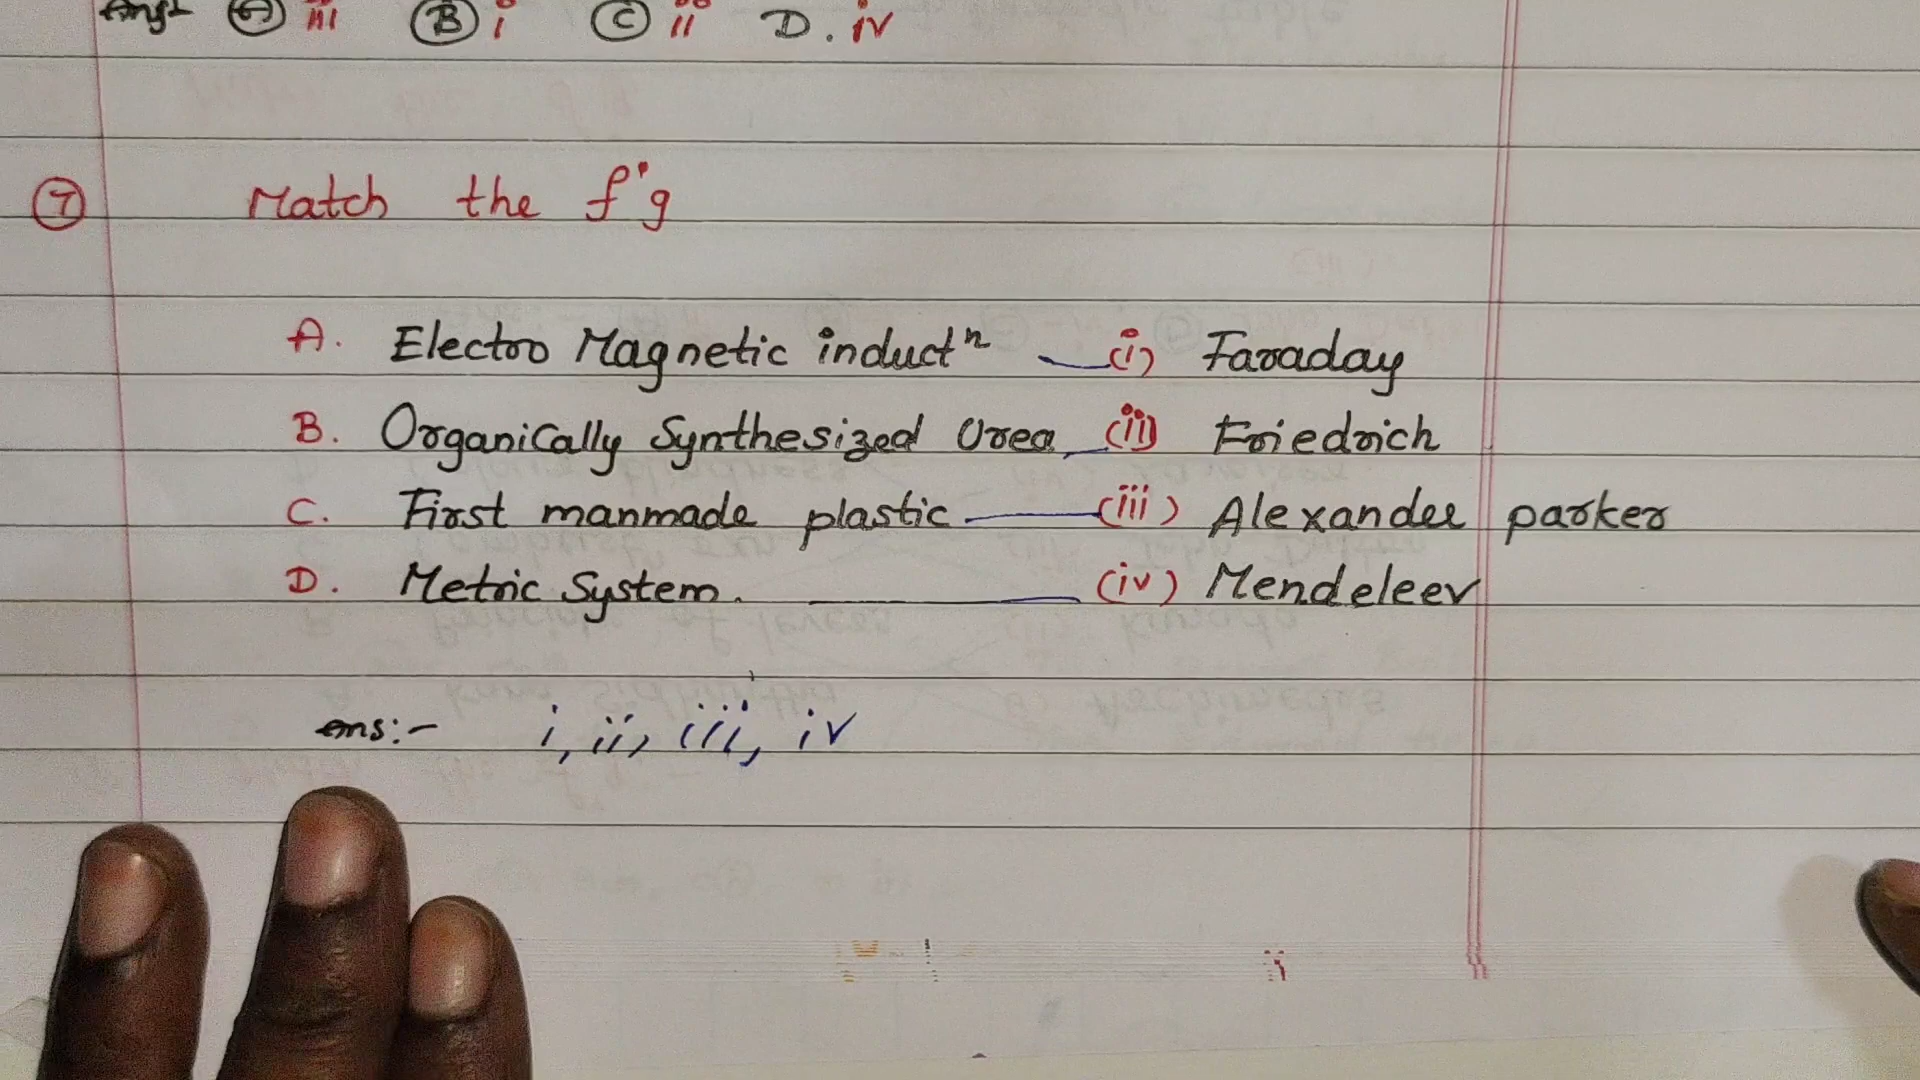 Ans:- (A) iii (B) i (C) ii D. iv
(7) Match the f'g
A. Electro Magnetic inductⁿ (i) Faraday
B. Organically Synthesized Urea (ii) Friedrich
C. First manmade plastic (iii) Alexander parker
D. Metric System. (iv) Mendeleev
ans:- i, ii, iii, iv